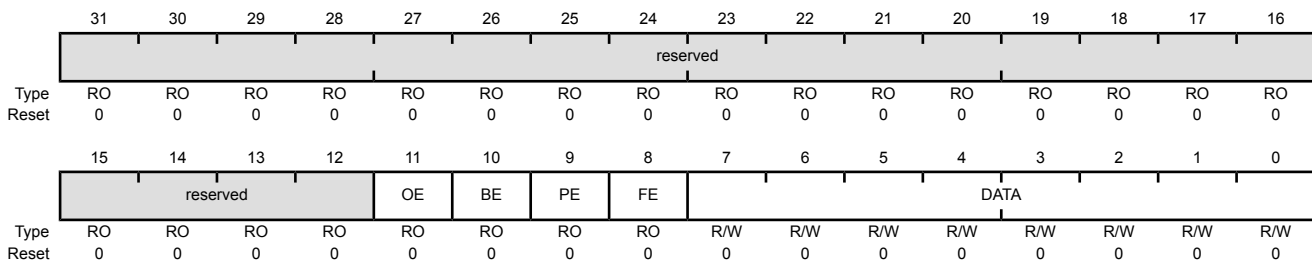 31 30 29 28 27 26 25 24 23 22 21 20 19 18 17 16
reserved
Type RO RO RO RO RO RO RO RO RO RO RO RO RO RO RO RO
Reset 0 0 0 0 0 0 0 0 0 0 0 0 0 0 0 0
15 14 13 12 11 10 9 8 7 6 5 4 3 2 1 0
reserved OE BE PE FE DATA
Type RO RO RO RO RO RO RO RO R/W R/W R/W R/W R/W R/W R/W R/W
Reset 0 0 0 0 0 0 0 0 0 0 0 0 0 0 0 0